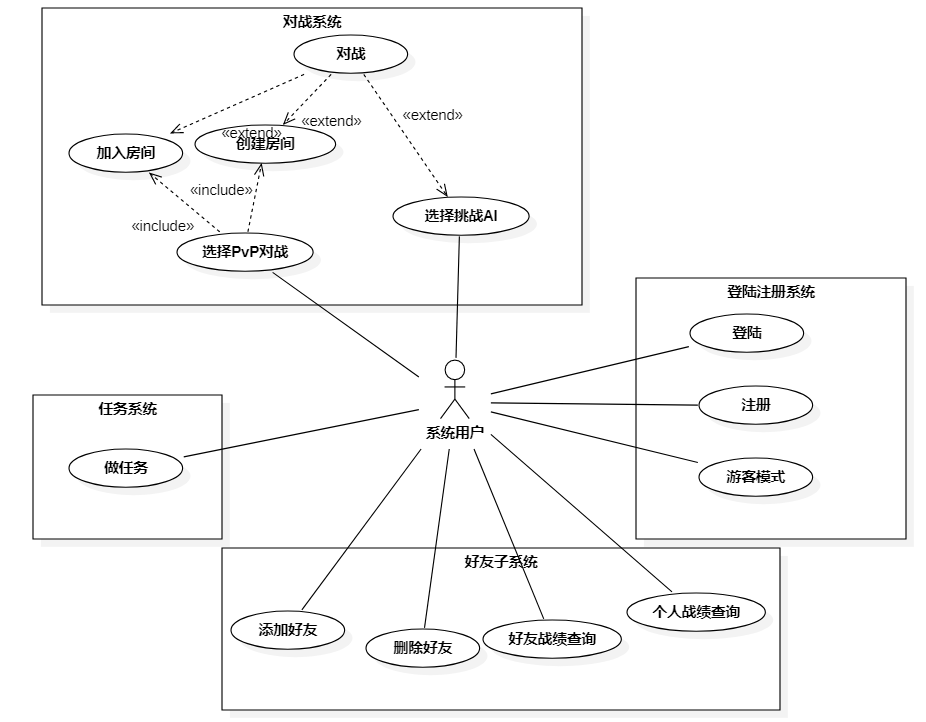 对战系统
对战
«extend»
«extend»
«extend»
加入房间
创建房间
«include»
«include»
选择挑战AI
选择PvP对战
登陆注册系统
登陆
注册
游客模式
任务系统
做任务
系统用户
好友子系统
添加好友
删除好友
好友战绩查询
个人战绩查询